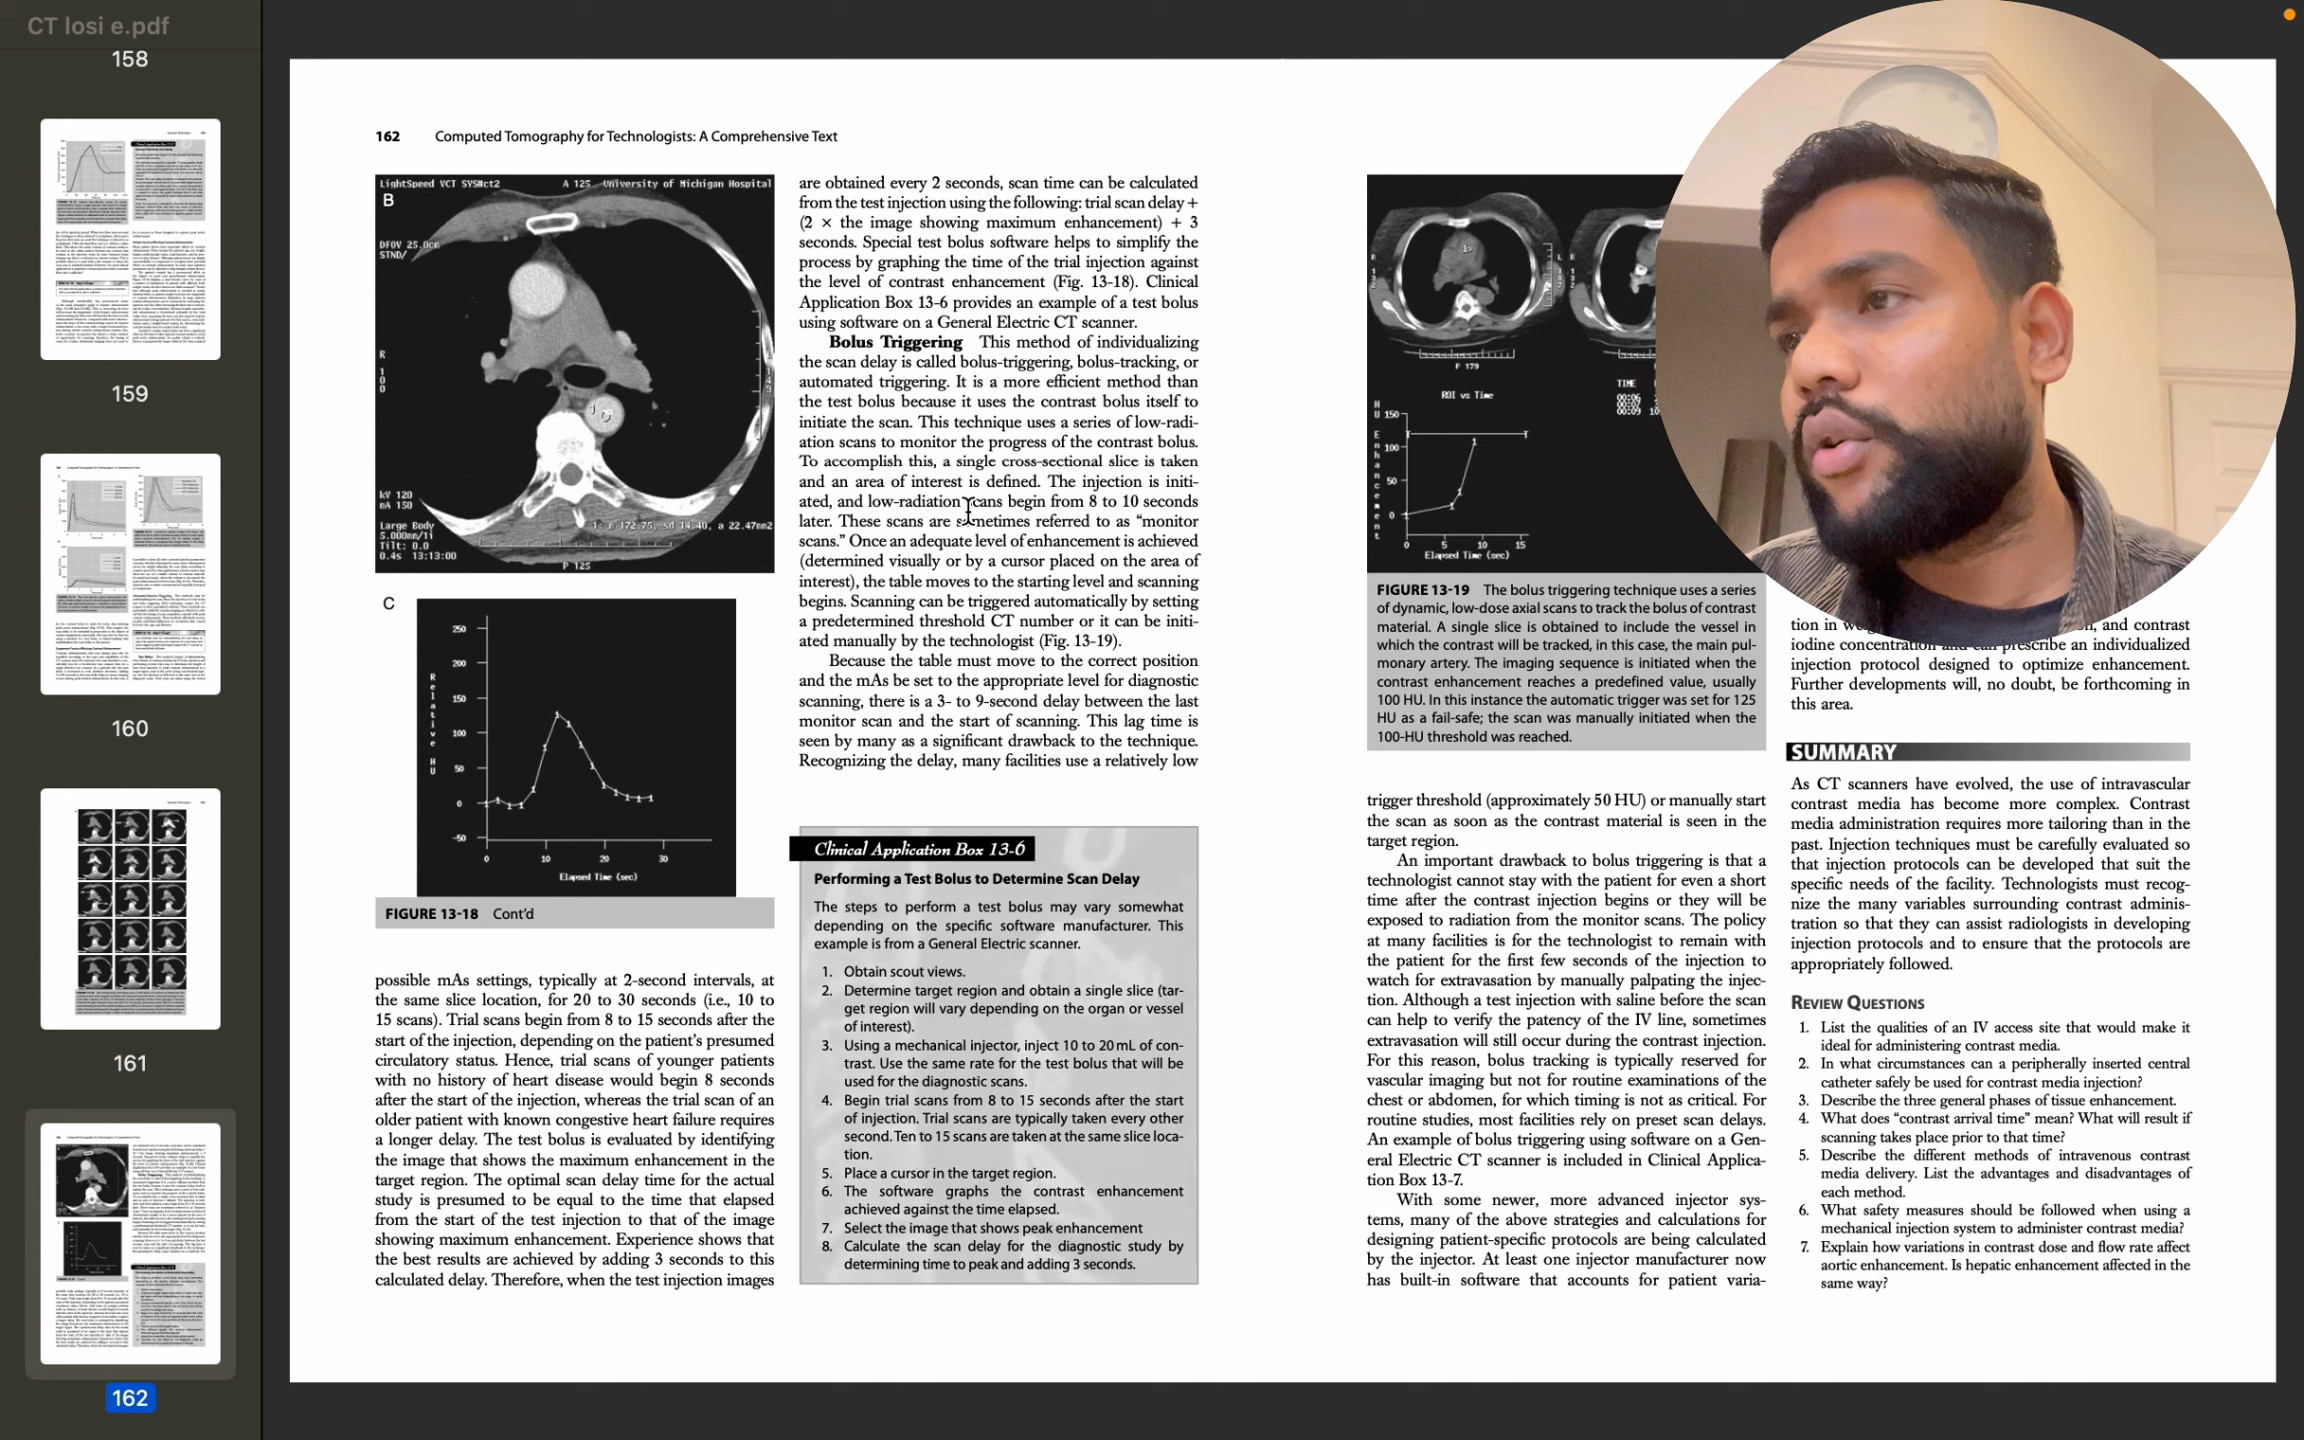 CT losi e.pdf
158
159
160
161
162
162 Computed Tomography for Technologists: A Comprehensive Text
LightSpeed VCT SYS#ct2 A 125 University of Michigan Hospital
B
DFOV 25.0cm
STND/
R
1
0
0
kV 120
mA 150
Large Body
5.000mm/1i
Tilt: 0.0
0.4s 13:13:00
1: m 172.75, sd 14.40, a 22.47mm2
P 125
C
250
200
150
100
50
0
-50
Relative HU
0 10 20 30
Elapsed Time (sec)
FIGURE 13-18 Cont'd
possible mAs settings, typically at 2-second intervals, at
the same slice location, for 20 to 30 seconds (i.e., 10 to
15 scans). Trial scans begin from 8 to 15 seconds after the
start of the injection, depending on the patient's presumed
circulatory status. Hence, trial scans of younger patients
with no history of heart disease would begin 8 seconds
after the start of the injection, whereas the trial scan of an
older patient with known congestive heart failure requires
a longer delay. The test bolus is evaluated by identifying
the image that shows the maximum enhancement in the
target region. The optimal scan delay time for the actual
study is presumed to be equal to the time that elapsed
from the start of the test injection to that of the image
showing maximum enhancement. Experience shows that
the best results are achieved by adding 3 seconds to this
calculated delay. Therefore, when the test injection images
are obtained every 2 seconds, scan time can be calculated
from the test injection using the following: trial scan delay +
(2 × the image showing maximum enhancement) + 3
seconds. Special test bolus software helps to simplify the
process by graphing the time of the trial injection against
the level of contrast enhancement (Fig. 13-18). Clinical
Application Box 13-6 provides an example of a test bolus
using software on a General Electric CT scanner.
Bolus Triggering This method of individualizing
the scan delay is called bolus-triggering, bolus-tracking, or
automated triggering. It is a more efficient method than
the test bolus because it uses the contrast bolus itself to
initiate the scan. This technique uses a series of low-radi-
ation scans to monitor the progress of the contrast bolus.
To accomplish this, a single cross-sectional slice is taken
and an area of interest is defined. The injection is initi-
ated, and low-radiation scans begin from 8 to 10 seconds
later. These scans are sometimes referred to as “monitor
scans.” Once an adequate level of enhancement is achieved
(determined visually or by a cursor placed on the area of
interest), the table moves to the starting level and scanning
begins. Scanning can be triggered automatically by setting
a predetermined threshold CT number or it can be initi-
ated manually by the technologist (Fig. 13-19).
Because the table must move to the correct position
and the mAs be set to the appropriate level for diagnostic
scanning, there is a 3- to 9-second delay between the last
monitor scan and the start of scanning. This lag time is
seen by many as a significant drawback to the technique.
Recognizing the delay, many facilities use a relatively low
Clinical Application Box 13-6
Performing a Test Bolus to Determine Scan Delay
The steps to perform a test bolus may vary somewhat
depending on the specific software manufacturer. This
example is from a General Electric scanner.
1. Obtain scout views.
2. Determine target region and obtain a single slice (tar-
get region will vary depending on the organ or vessel
of interest).
3. Using a mechanical injector, inject 10 to 20 mL of con-
trast. Use the same rate for the test bolus that will be
used for the diagnostic scans.
4. Begin trial scans from 8 to 15 seconds after the start
of injection. Trial scans are typically taken every other
second. Ten to 15 scans are taken at the same slice loca-
tion.
5. Place a cursor in the target region.
6. The software graphs the contrast enhancement
achieved against the time elapsed.
7. Select the image that shows peak enhancement
8. Calculate the scan delay for the diagnostic study by
determining time to peak and adding 3 seconds.
P 179
ROI vs Time
TIME
HU Enhancement
150
100
50
0
0 5 10 15
Elapsed Time (sec)
FIGURE 13-19 The bolus triggering technique uses a series
of dynamic, low-dose axial scans to track the bolus of contrast
material. A single slice is obtained to include the vessel in
which the contrast will be tracked, in this case, the main pul-
monary artery. The imaging sequence is initiated when the
contrast enhancement reaches a predefined value, usually
100 HU. In this instance the automatic trigger was set for 125
HU as a fail-safe; the scan was manually initiated when the
100-HU threshold was reached.
trigger threshold (approximately 50 HU) or manually start
the scan as soon as the contrast material is seen in the
target region.
An important drawback to bolus triggering is that a
technologist cannot stay with the patient for even a short
time after the contrast injection begins or they will be
exposed to radiation from the monitor scans. The policy
at many facilities is for the technologist to remain with
the patient for the first few seconds of the injection to
watch for extravasation by manually palpating the injec-
tion. Although a test injection with saline before the scan
can help to verify the patency of the IV line, sometimes
extravasation will still occur during the contrast injection.
For this reason, bolus tracking is typically reserved for
vascular imaging but not for routine examinations of the
chest or abdomen, for which timing is not as critical. For
routine studies, most facilities rely on preset scan delays.
An example of bolus triggering using software on a Gen-
eral Electric CT scanner is included in Clinical Applica-
tion Box 13-7.
With some newer, more advanced injector sys-
tems, many of the above strategies and calculations for
designing patient-specific protocols are being calculated
by the injector. At least one injector manufacturer now
has built-in software that accounts for patient varia-
tion in and contrast
iodine concentration and can prescribe an individualized
injection protocol designed to optimize enhancement.
Further developments will, no doubt, be forthcoming in
this area.
SUMMARY
As CT scanners have evolved, the use of intravascular
contrast media has become more complex. Contrast
media administration requires more tailoring than in the
past. Injection techniques must be carefully evaluated so
that injection protocols can be developed that suit the
specific needs of the facility. Technologists must recog-
nize the many variables surrounding contrast adminis-
tration so that they can assist radiologists in developing
injection protocols and to ensure that the protocols are
appropriately followed.
REVIEW QUESTIONS
1. List the qualities of an IV access site that would make it
ideal for administering contrast media.
2. In what circumstances can a peripherally inserted central
catheter safely be used for contrast media injection?
3. Describe the three general phases of tissue enhancement.
4. What does “contrast arrival time” mean? What will result if
scanning takes place prior to that time?
5. Describe the different methods of intravenous contrast
media delivery. List the advantages and disadvantages of
each method.
6. What safety measures should be followed when using a
mechanical injection system to administer contrast media?
7. Explain how variations in contrast dose and flow rate affect
aortic enhancement. Is hepatic enhancement affected in the
same way?